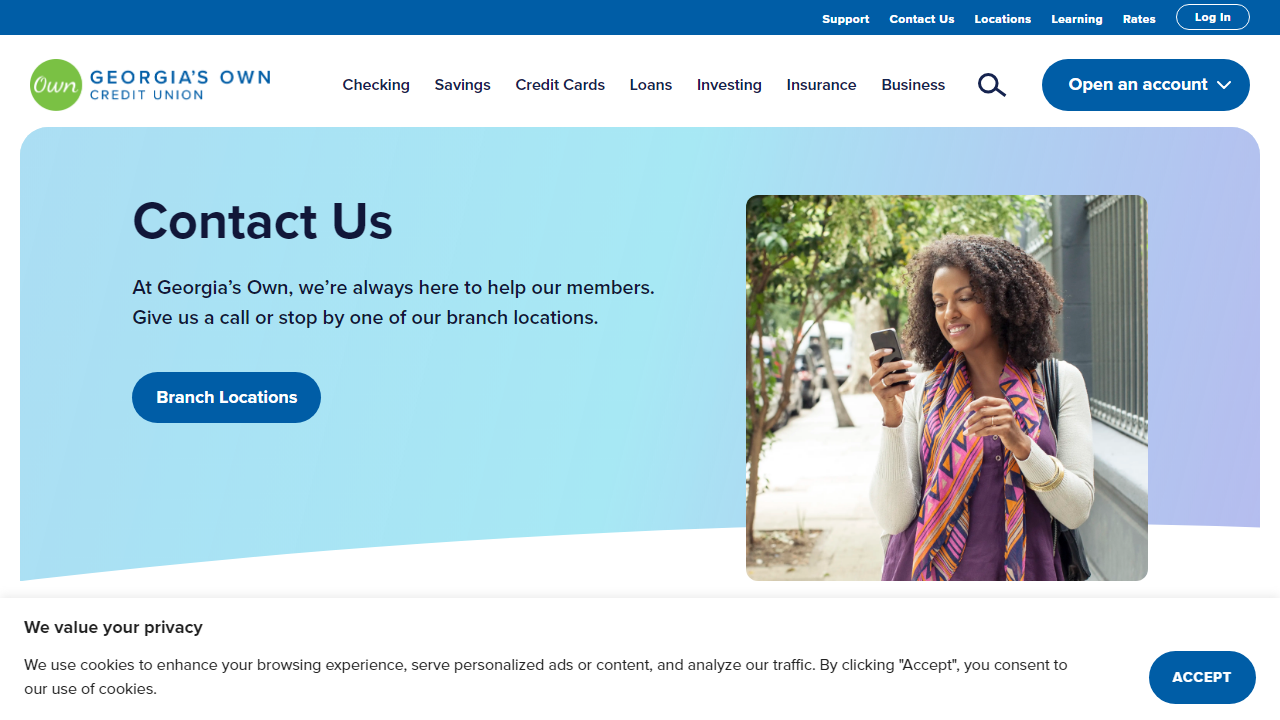 Support Contact Us Locations Learning Rates Log In
Own GEORGIA'S OWN
CREDIT UNION
Checking Savings Credit Cards Loans Investing Insurance Business Open an account
Contact Us
At Georgia’s Own, we’re always here to help our members.
Give us a call or stop by one of our branch locations.
Branch Locations
We value your privacy
We use cookies to enhance your browsing experience, serve personalized ads or content, and analyze our traffic. By clicking "Accept", you consent to
our use of cookies.
ACCEPT